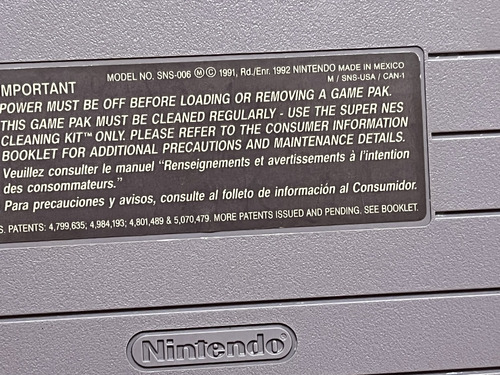 IMPORTANT MODEL NO. SNS-006 Ⓜ © 1991, Rd./Enr. 1992 NINTENDO MADE IN MEXICO
M / SNS-USA / CAN-1
POWER MUST BE OFF BEFORE LOADING OR REMOVING A GAME PAK.
THIS GAME PAK MUST BE CLEANED REGULARLY - USE THE SUPER NES
CLEANING KIT™ ONLY. PLEASE REFER TO THE CONSUMER INFORMATION
BOOKLET FOR ADDITIONAL PRECAUTIONS AND MAINTENANCE DETAILS.
Veuillez consulter le manuel "Renseignements et avertissements à l'intention
des consommateurs."
Para precauciones y avisos, consulte al folleto de información al Consumidor.
S. PATENTS: 4,799,635; 4,984,193; 4,801,489 & 5,070,479. MORE PATENTS ISSUED AND PENDING. SEE BOOKLET.
Nintendo®